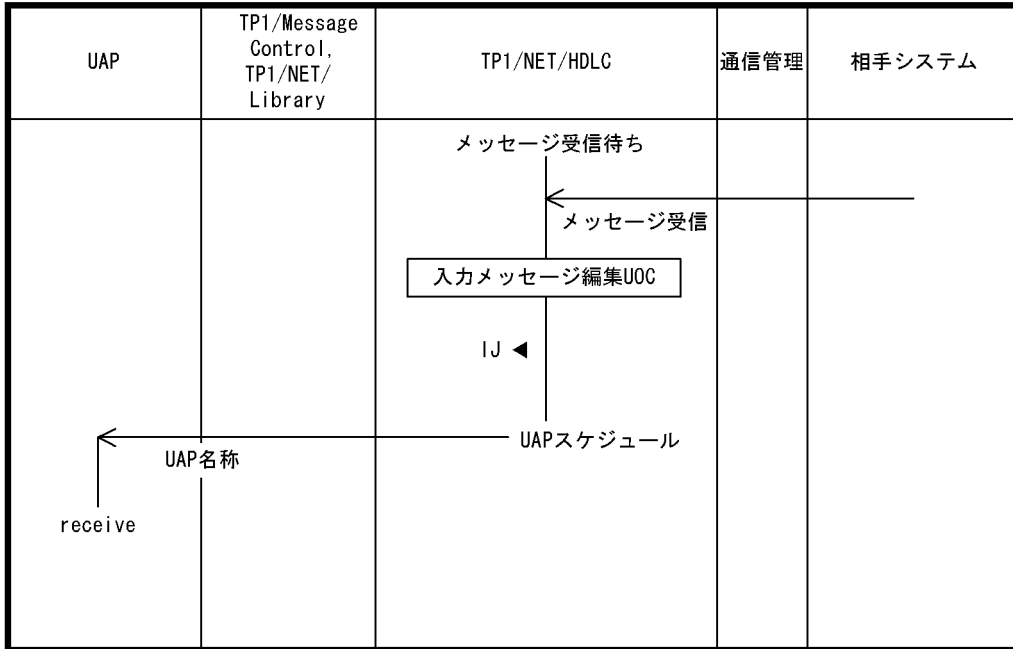 UAP
TP1/Message
Control,
TP1/NET/
Library
TP1/NET/HDLC
通信管理
相手システム
メッセージ受信待ち
メッセージ受信
入力メッセージ編集UOC
IJ
UAPスケジュール
UAP名称
receive